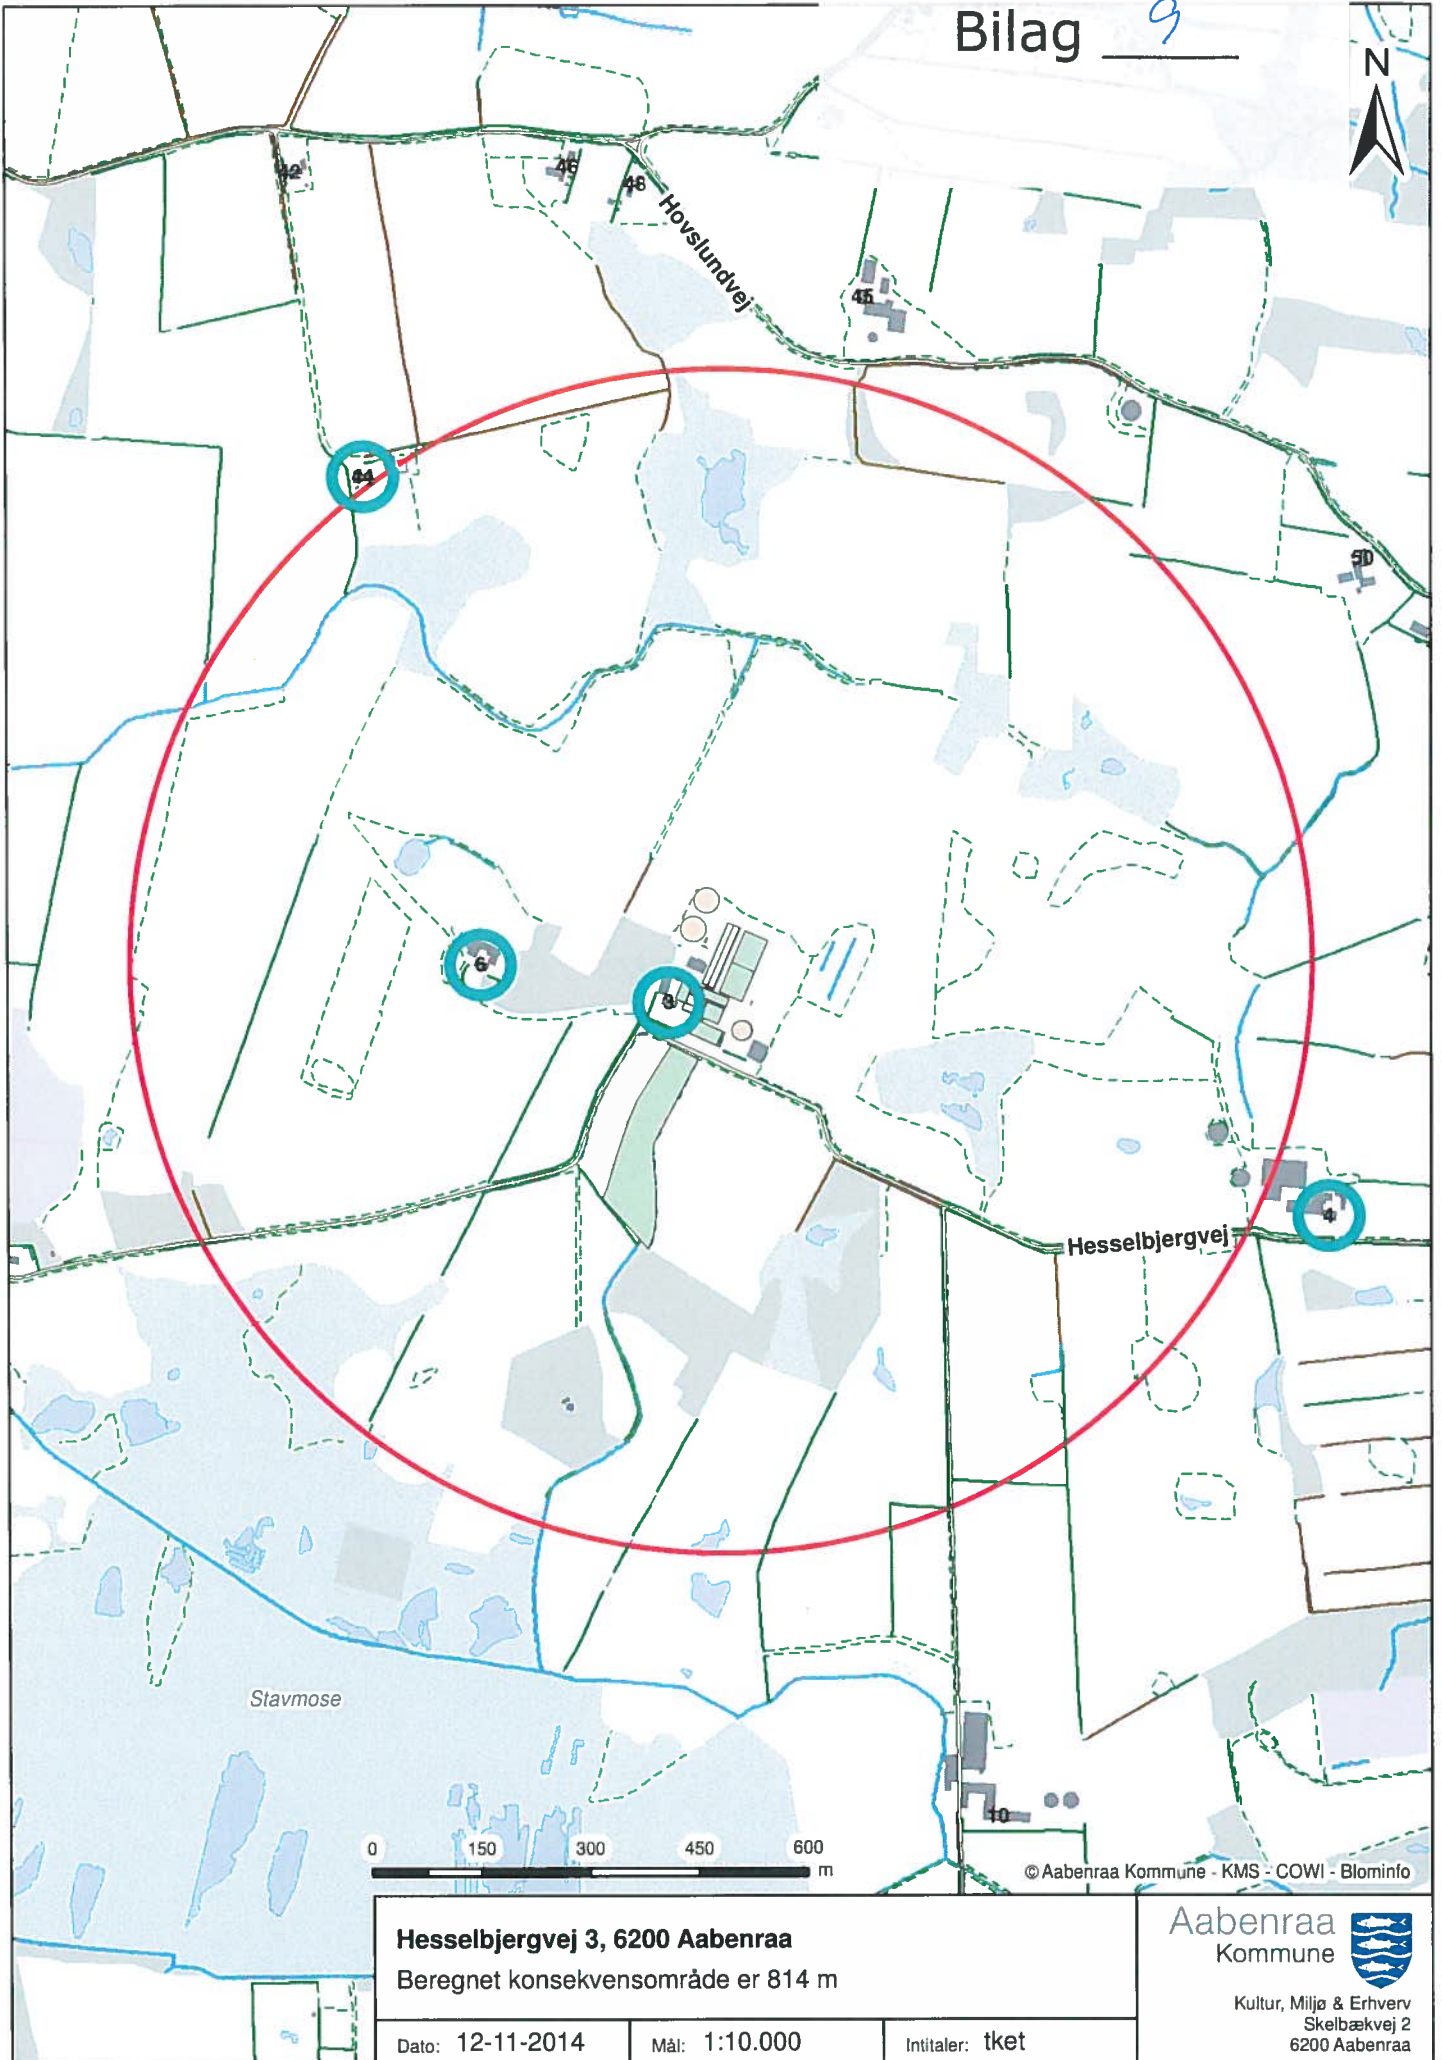 Bilag 9
N
42
46
48
Hovslundvej
45
44
50
6
3
4
Hesselbjergvej
Stavmose
10
0 150 300 450 600 m
© Aabenraa Kommune - KMS - COWI - Blominfo
Hesselbjergvej 3, 6200 Aabenraa
Beregnet konsekvensområde er 814 m
Dato: 12-11-2014 Mål: 1:10.000 Intitaler: tket
Aabenraa
Kommune
Kultur, Miljø & Erhverv
Skelbækvej 2
6200 Aabenraa